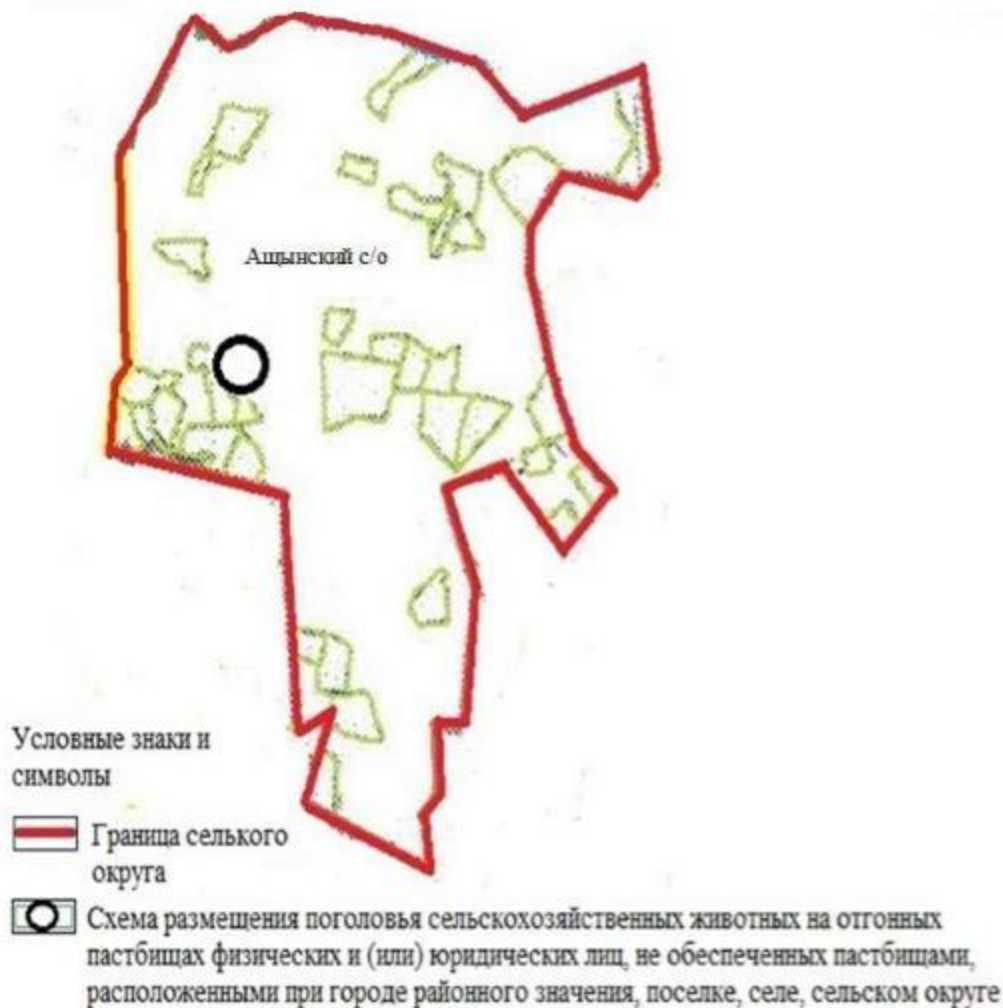 Ащынский с/о
Условные знаки и
символы
Граница селького
округа
Схема размещения поголовья сельскохозяйственных животных на отгонных
пастбищах физических и (или) юридических лиц, не обеспеченных пастбищами,
расположенными при городе районного значения, поселке, селе, сельском округе